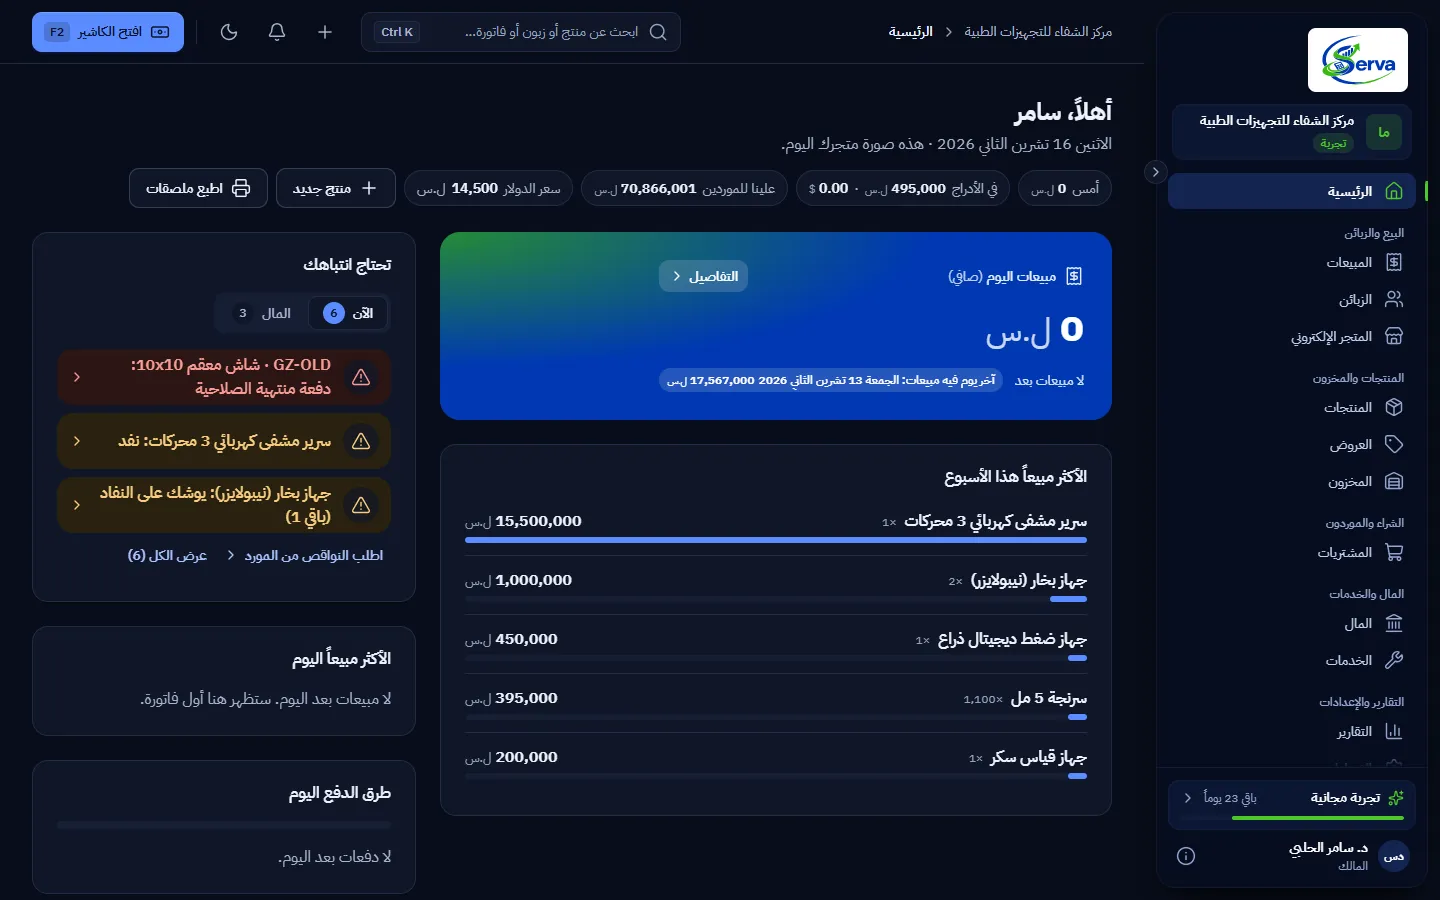 Serva
مركز الشفاء للتجهيزات الطبية
ما
تجربة
الرئيسية
البيع والزبائن
المبيعات
الزبائن
المتجر الإلكتروني
المنتجات والمخزون
المنتجات
العروض
المخزون
الشراء والموردون
المشتريات
المال والخدمات
المال
الخدمات
التقارير والإعدادات
التقارير
تجربة مجانية
باقي 23 يوماً
دس
د. سامر الحلبي
المالك
مركز الشفاء للتجهيزات الطبية
الرئيسية
ابحث عن منتج أو زبون أو فاتورة...
Ctrl K
افتح الكاشير F2
أهلاً، سامر
الاثنين 16 تشرين الثاني 2026 · هذه صورة متجرك اليوم.
أمس 0 ل.س
في الأدراج 495,000 ل.س · 0.00 $
علينا للموردين 70,866,001 ل.س
سعر الدولار 14,500 ل.س
منتج جديد
اطبع ملصقات
مبيعات اليوم (صافي)
التفاصيل
0 ل.س
لا مبيعات بعد
آخر يوم فيه مبيعات: الجمعة 13 تشرين الثاني 2026 17,567,000 ل.س
الأكثر مبيعاً هذا الأسبوع
سرير مشفى كهربائي 3 محركات ×1 15,500,000 ل.س
جهاز بخار (نيبولايزر) ×2 1,000,000 ل.س
جهاز ضغط ديجيتال ذراع ×1 450,000 ل.س
سرنجة 5 مل ×1,100 395,000 ل.س
جهاز قياس سكر ×1 200,000 ل.س
تحتاج انتباهك
الآن 6
المال 3
GZ-OLD · شاش معقم 10x10:
دفعة منتهية الصلاحية
سرير مشفى كهربائي 3 محركات: نفد
جهاز بخار (نيبولايزر): يوشك على النفاد
(باقي 1)
اطلب النواقص من المورد
عرض الكل (6)
الأكثر مبيعاً اليوم
لا مبيعات بعد اليوم. ستظهر هنا أول فاتورة.
طرق الدفع اليوم
لا دفعات بعد اليوم.